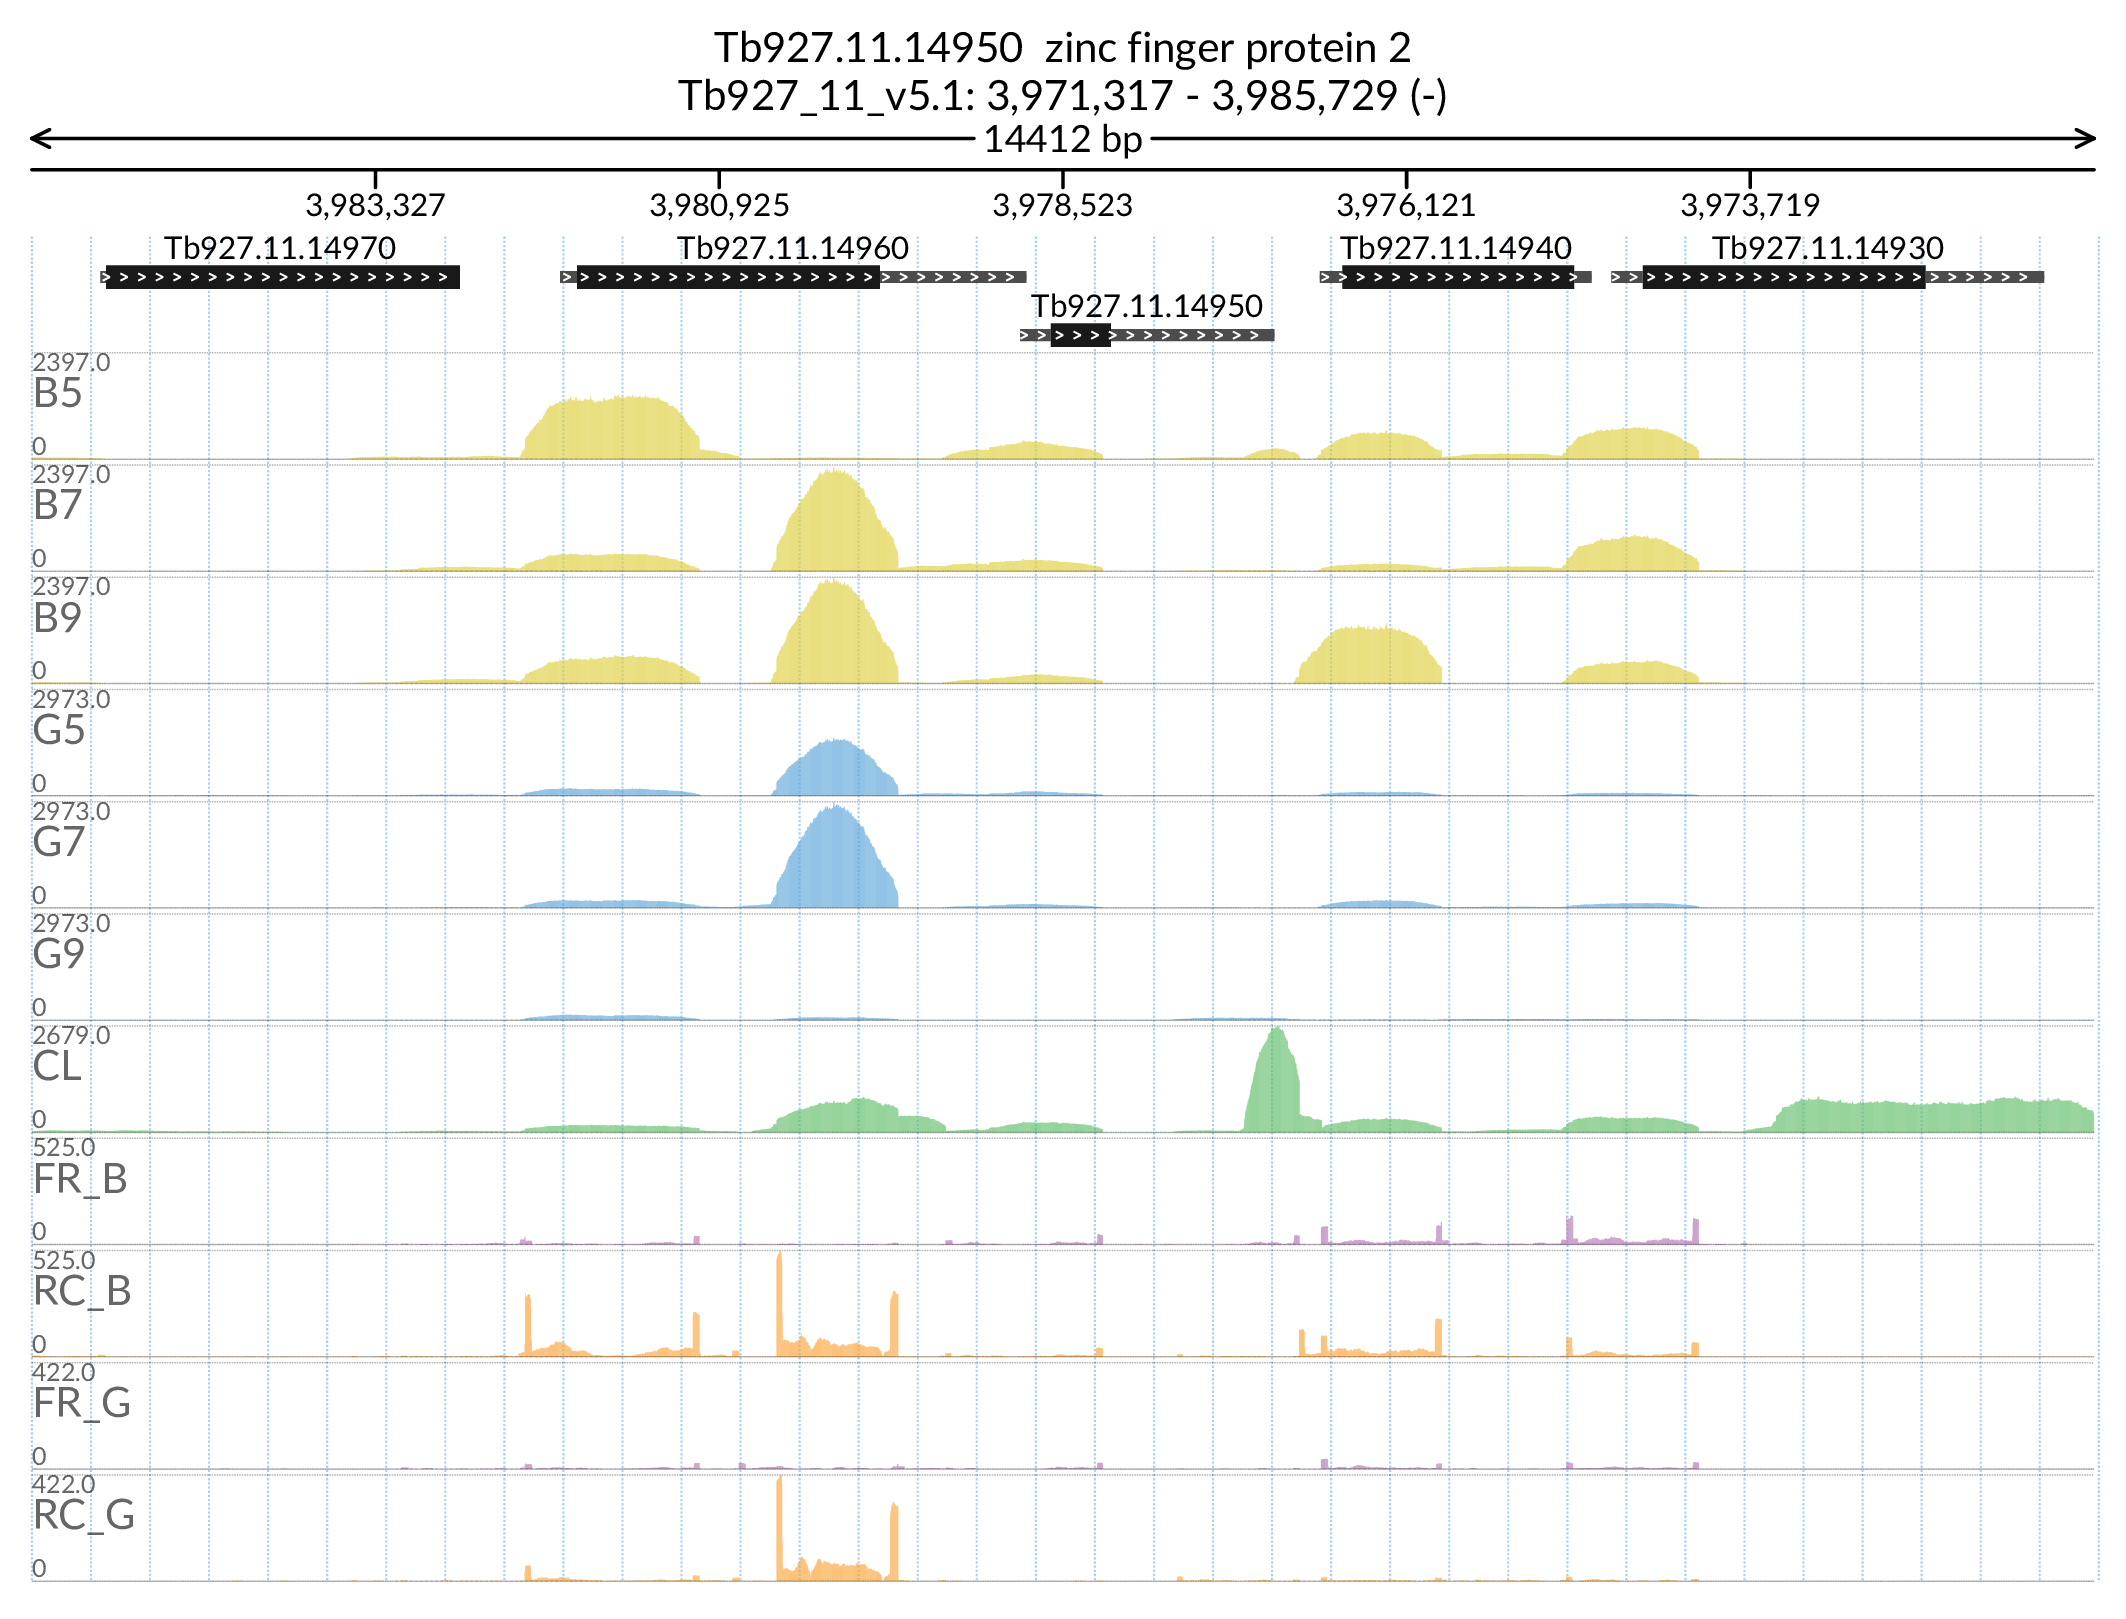 Tb927.11.14950  zinc finger protein 2
Tb927_11_v5.1: 3,971,317 - 3,985,729 (-)
14412 bp
3,983,327 3,980,925 3,978,523 3,976,121 3,973,719
Tb927.11.14970 Tb927.11.14960 Tb927.11.14940 Tb927.11.14930
Tb927.11.14950
2397.0
B5
0
2397.0
B7
0
2397.0
B9
0
2973.0
G5
0
2973.0
G7
0
2973.0
G9
0
2679.0
CL
0
525.0
FR_B
0
525.0
RC_B
0
422.0
FR_G
0
422.0
RC_G
0